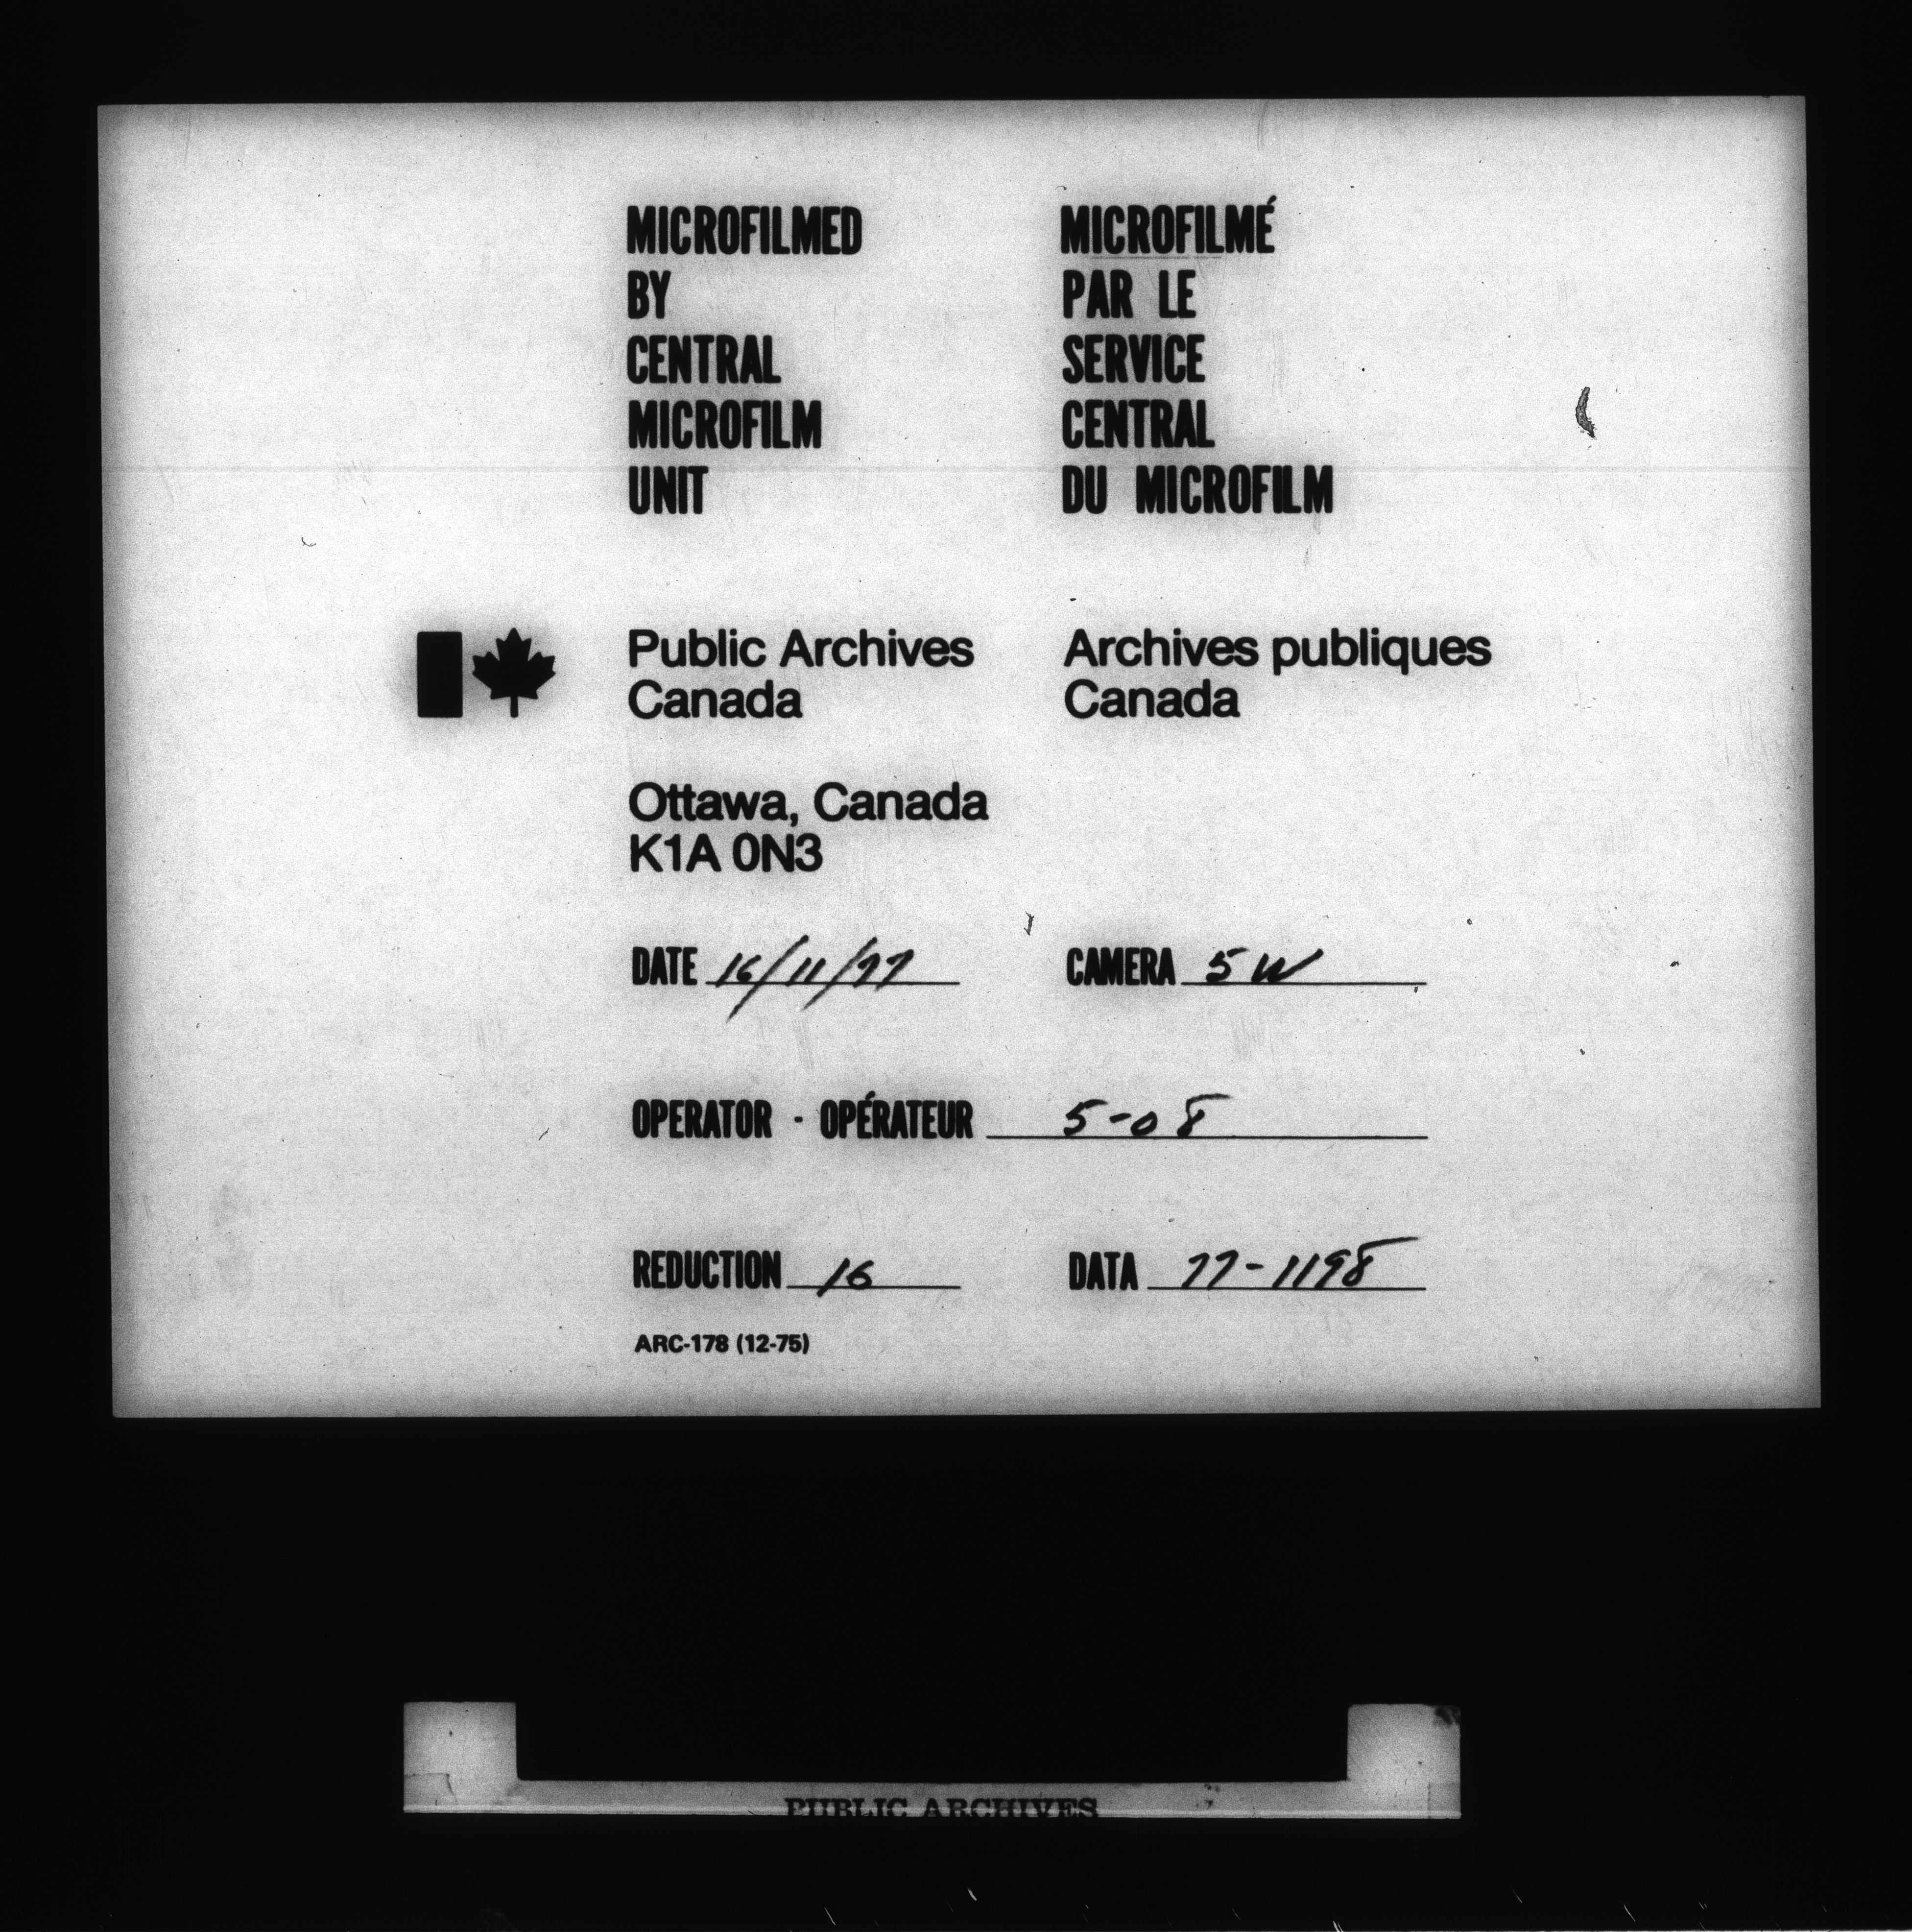 MICROFILMED
BY
CENTRAL
MICROFILM
UNIT
MICROFILMÉ
PAR LE
SERVICE
CENTRAL
DU MICROFILM
Public Archives
Canada
Archives publiques
Canada
Ottawa, Canada
K1A 0N3
DATE 16/11/77
CAMERA 5W
OPERATOR - OPÉRATEUR 5-08
REDUCTION 16
DATA 77-1198
ARC-178 (12-75)
PUBLIC ARCHIVES